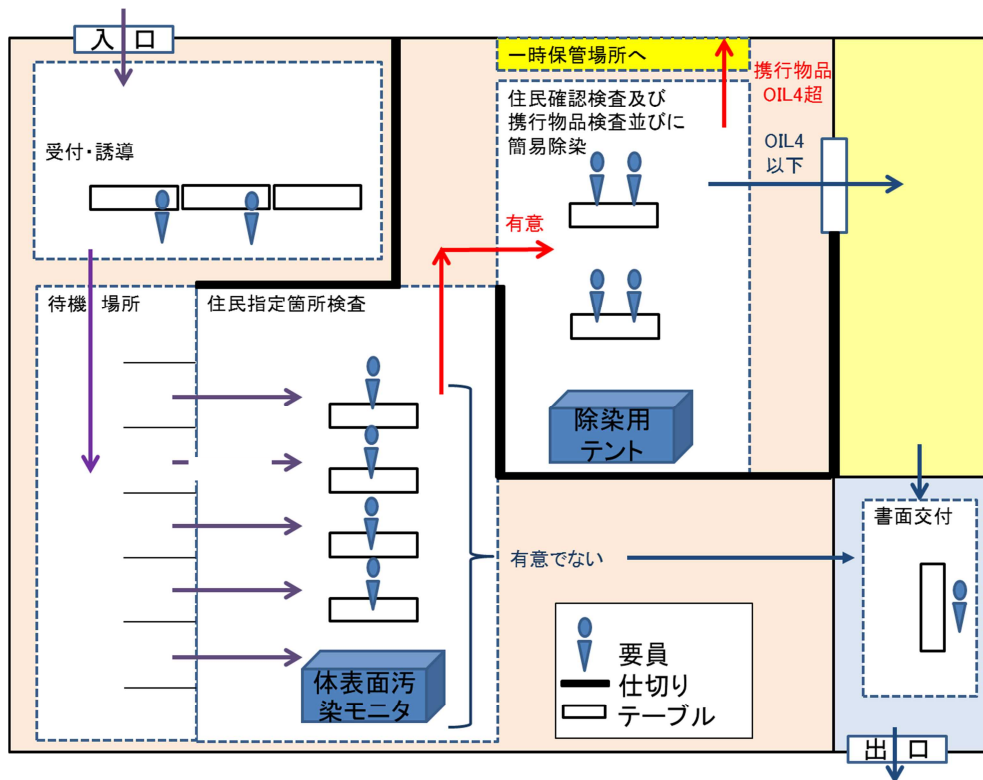 入口
受付・誘導
待機場所
住民指定箇所検査
体表面汚
染モニタ
有意
一時保管場所へ
住民確認検査及び
携行物品検査並びに
簡易除染
除染用
テント
携行物品
OIL4超
OIL4
以下
有意でない
書面交付
要員
仕切り
テーブル
出口